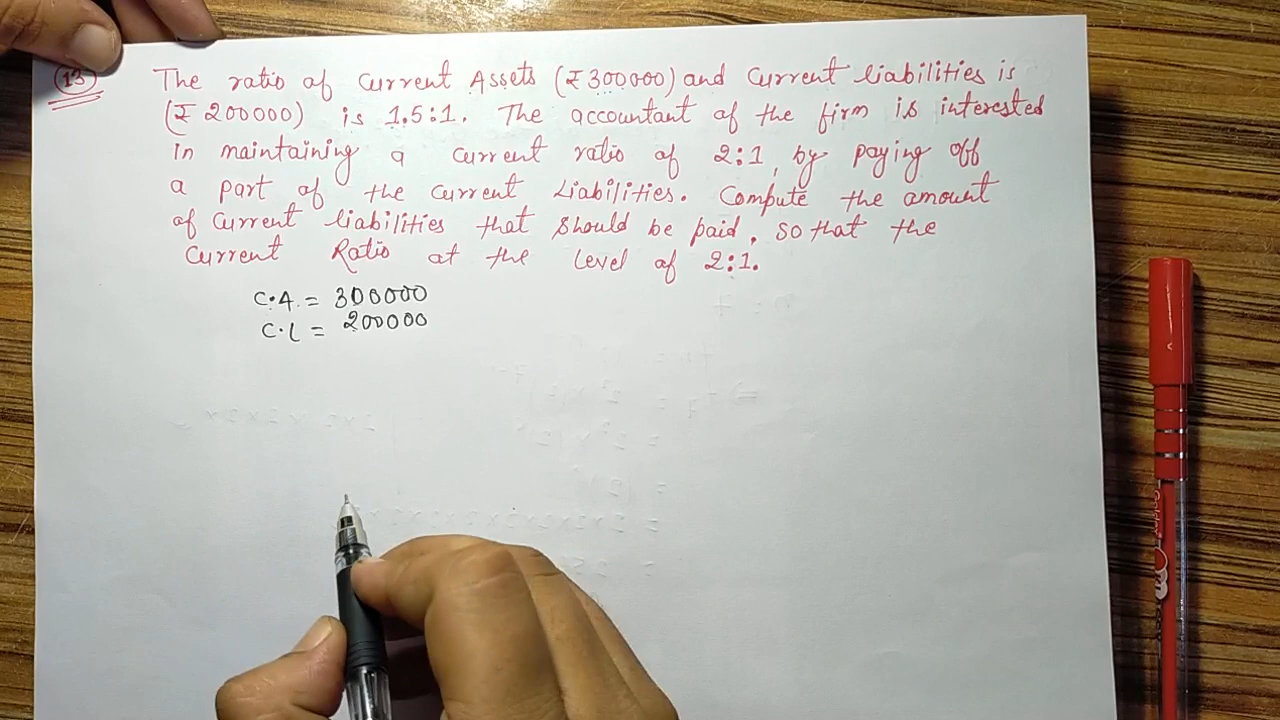 13
The ratio of Current Assets (₹300000) and Current liabilities is
(₹ 200000) is 1.5:1. The accountant of the firm is interested
In maintaining a current ratio of 2:1, by paying off
a part of the current Liabilities. Compute the amount
of Current liabilities that should be paid, so that the
Current Ratio at the Level of 2:1.
C.A. = 300000
C.L = 200000